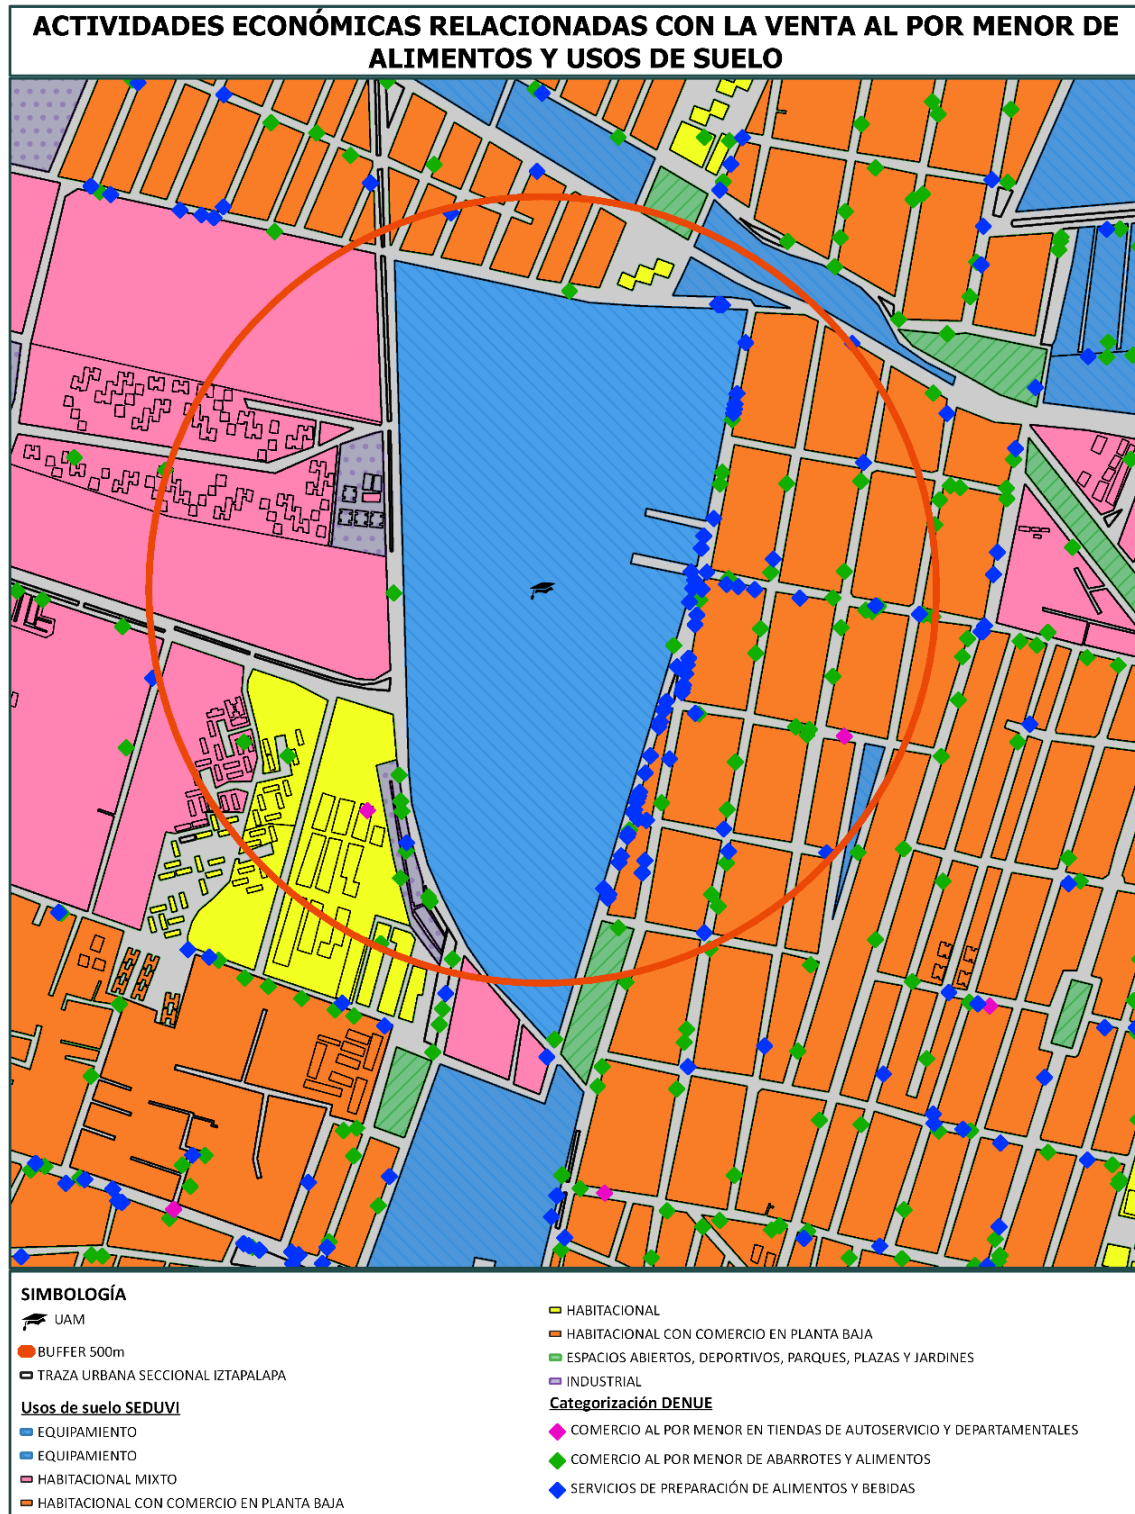 ACTIVIDADES ECONÓMICAS RELACIONADAS CON LA VENTA AL POR MENOR DE
ALIMENTOS Y USOS DE SUELO
SIMBOLOGÍA
UAM
BUFFER 500m
TRAZA URBANA SECCIONAL IZTAPALAPA
Usos de suelo SEDUVI
EQUIPAMIENTO
EQUIPAMIENTO
HABITACIONAL MIXTO
HABITACIONAL CON COMERCIO EN PLANTA BAJA
HABITACIONAL
HABITACIONAL CON COMERCIO EN PLANTA BAJA
ESPACIOS ABIERTOS, DEPORTIVOS, PARQUES, PLAZAS Y JARDINES
INDUSTRIAL
Categorización DENUE
COMERCIO AL POR MENOR EN TIENDAS DE AUTOSERVICIO Y DEPARTAMENTALES
COMERCIO AL POR MENOR DE ABARROTES Y ALIMENTOS
SERVICIOS DE PREPARACIÓN DE ALIMENTOS Y BEBIDAS